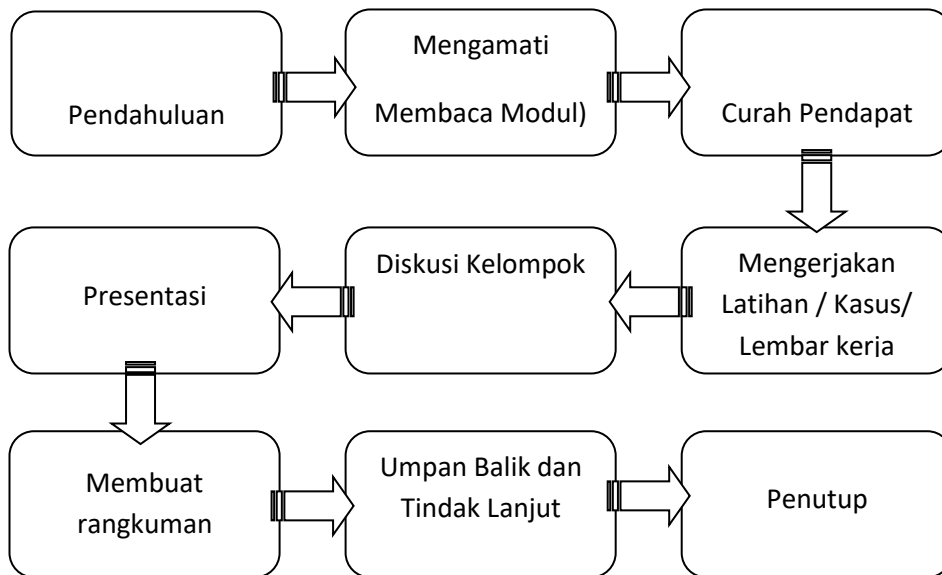 Pendahuluan
Mengamati
Membaca Modul)
Curah Pendapat
Mengerjakan
Latihan / Kasus/
Lembar kerja
Diskusi Kelompok
Presentasi
Membuat
rangkuman
Umpan Balik dan
Tindak Lanjut
Penutup